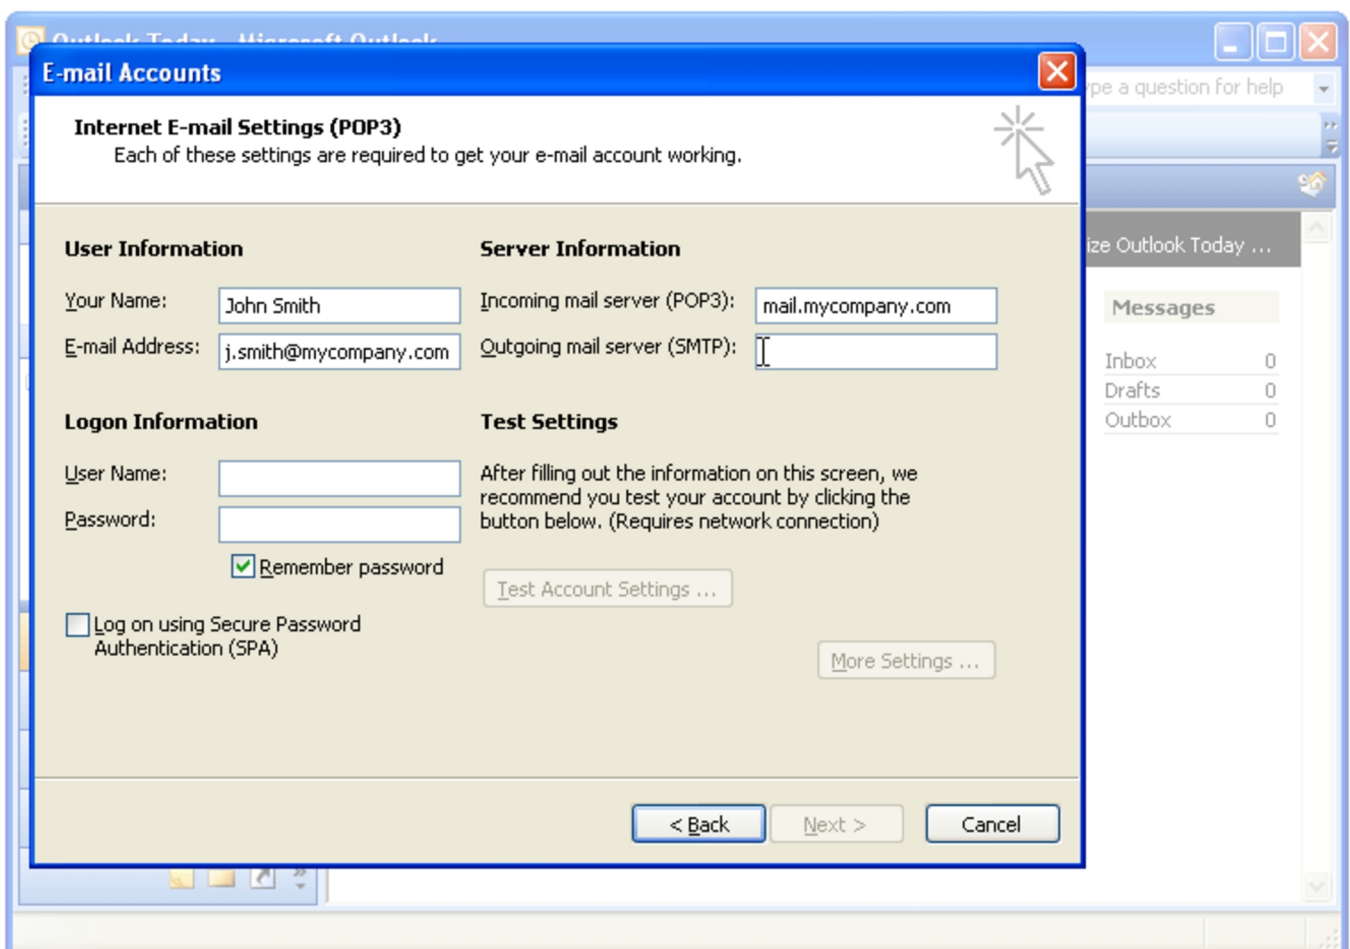 Outlook Today - Microsoft Outlook
E-mail Accounts
ype a question for help
Internet E-mail Settings (POP3)
Each of these settings are required to get your e-mail account working.
ize Outlook Today ...
User Information
Your Name:
John Smith
E-mail Address:
j.smith@mycompany.com
Server Information
Incoming mail server (POP3):
mail.mycompany.com
Outgoing mail server (SMTP):
Messages
Inbox 0
Drafts 0
Outbox 0
Logon Information
User Name:
Password:
Remember password
Log on using Secure Password
Authentication (SPA)
Test Settings
After filling out the information on this screen, we
recommend you test your account by clicking the
button below. (Requires network connection)
Test Account Settings ...
More Settings ...
< Back
Next >
Cancel